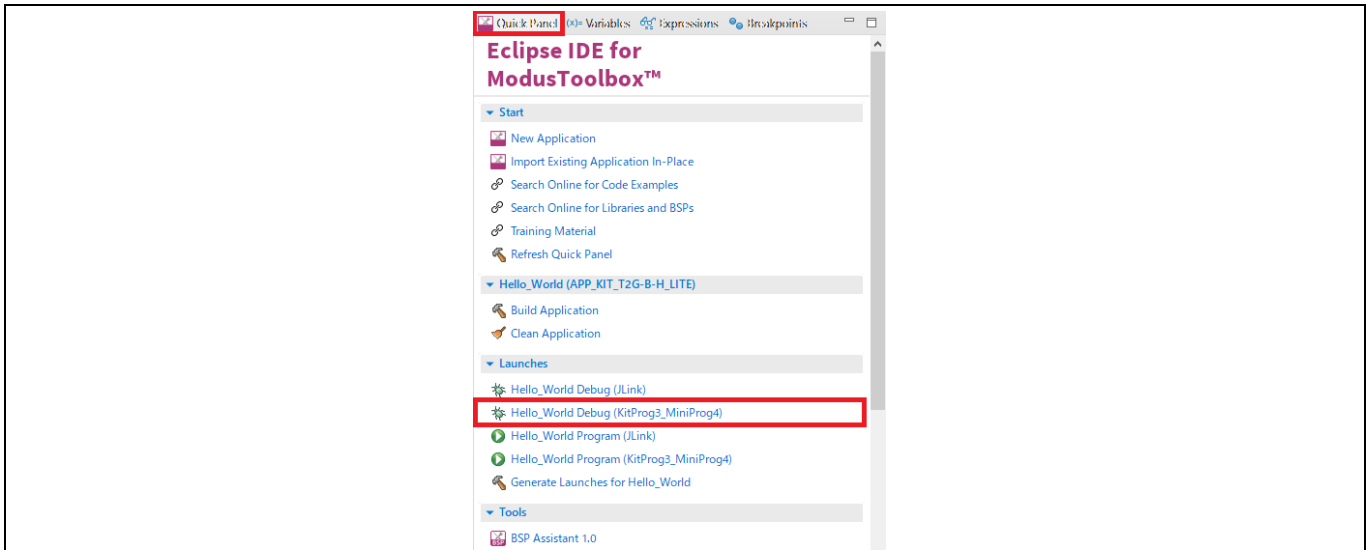 Quick Panel (x)= Variables Expressions Breakpoints
Eclipse IDE for
ModusToolbox™
Start
New Application
Import Existing Application In-Place
Search Online for Code Examples
Search Online for Libraries and BSPs
Training Material
Refresh Quick Panel
Hello_World (APP_KIT_T2G-B-H_LITE)
Build Application
Clean Application
Launches
Hello_World Debug (JLink)
Hello_World Debug (KitProg3_MiniProg4)
Hello_World Program (JLink)
Hello_World Program (KitProg3_MiniProg4)
Generate Launches for Hello_World
Tools
BSP BSP Assistant 1.0